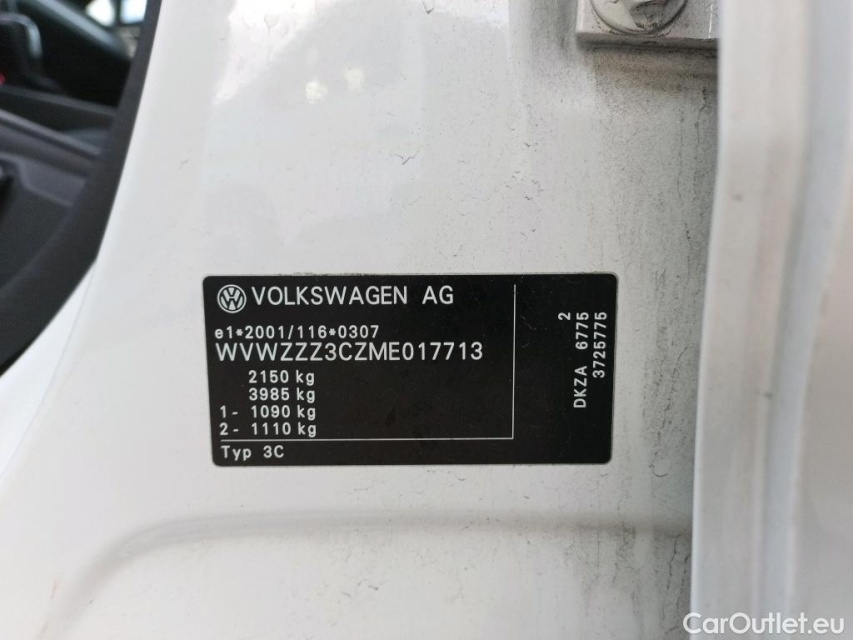 VOLKSWAGEN AG
e1*2001/116*0307
WVWZZZ3CZME017713
2150 kg
3985 kg
1- 1090 kg
2- 1110 kg
Typ 3C
2
DKZA 6775
3725775
CarOutlet.eu